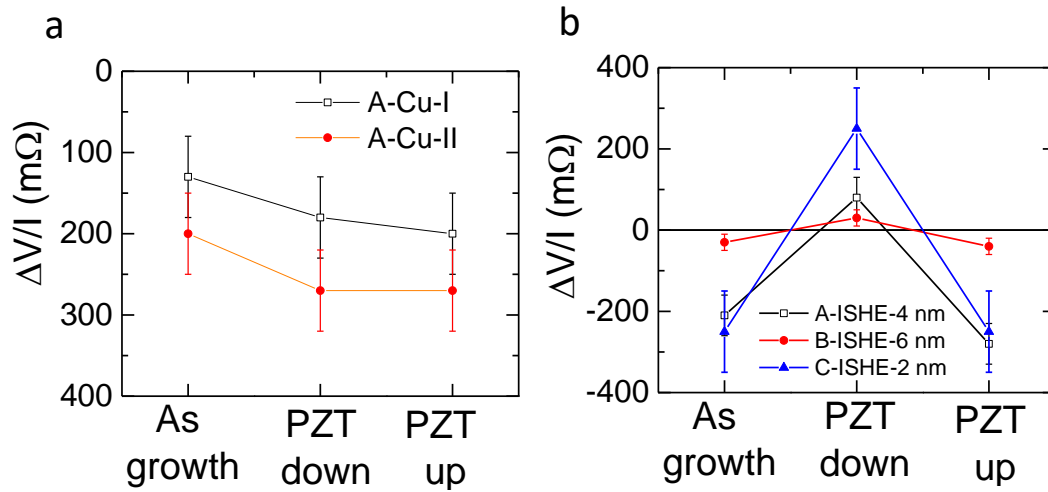 a
0
100
200
300
400
ΔV/I (mΩ)
A-Cu-I
A-Cu-II
As
growth
PZT
down
PZT
up
b
400
200
0
-200
-400
ΔV/I (mΩ)
A-ISHE-4 nm
B-ISHE-6 nm
C-ISHE-2 nm
As
growth
PZT
down
PZT
up